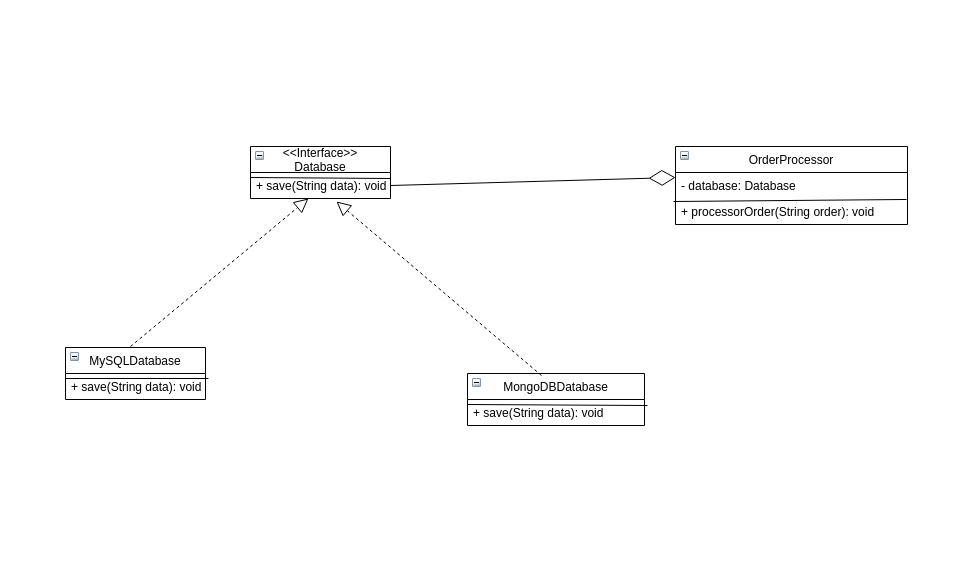 <<Interface>>
Database
+ save(String data): void
OrderProcessor
- database: Database
+ processorOrder(String order): void
MySQLDatabase
+ save(String data): void
MongoDBDatabase
+ save(String data): void